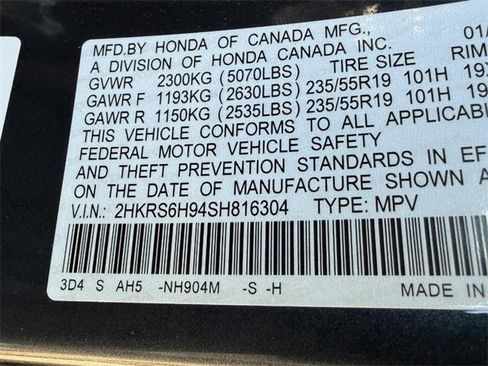 MFD.BY HONDA OF CANADA MFG., 01/
A DIVISION OF HONDA CANADA INC.
GVWR 2300KG (5070LBS) TIRE SIZE RIM
GAWR F 1193KG (2630LBS) 235/55R19 101H 19X
GAWR R 1150KG (2535LBS) 235/55R19 101H 19
THIS VEHICLE CONFORMS TO ALL APPLICABLE
FEDERAL MOTOR VEHICLE SAFETY
AND THEFT PREVENTION STANDARDS IN EF
ON THE DATE OF MANUFACTURE SHOWN A
V.I.N.: 2HKRS6H94SH816304 TYPE: MPV
3D4 S AH5 -NH904M -S -H MADE IN